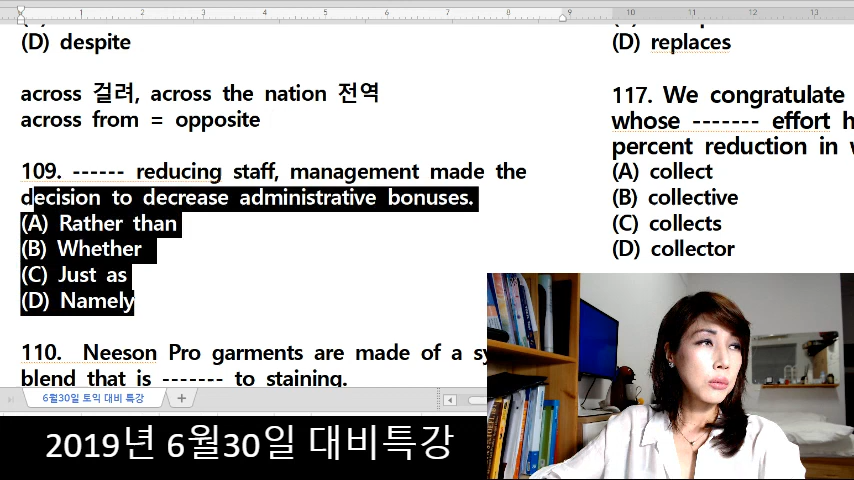 (D) despite
across 걸려, across the nation 전역
across from = opposite
109. ------ reducing staff, management made the
decision to decrease administrative bonuses.
(A) Rather than
(B) Whether
(C) Just as
(D) Namely
110. Neeson Pro garments are made of a
blend that is ------- to staining.
(D) replaces
117. We congratulate
whose ------- effort
percent reduction in
(A) collect
(B) collective
(C) collects
(D) collector
6월30일 토익 대비 특강
2019년 6월30일 대비특강